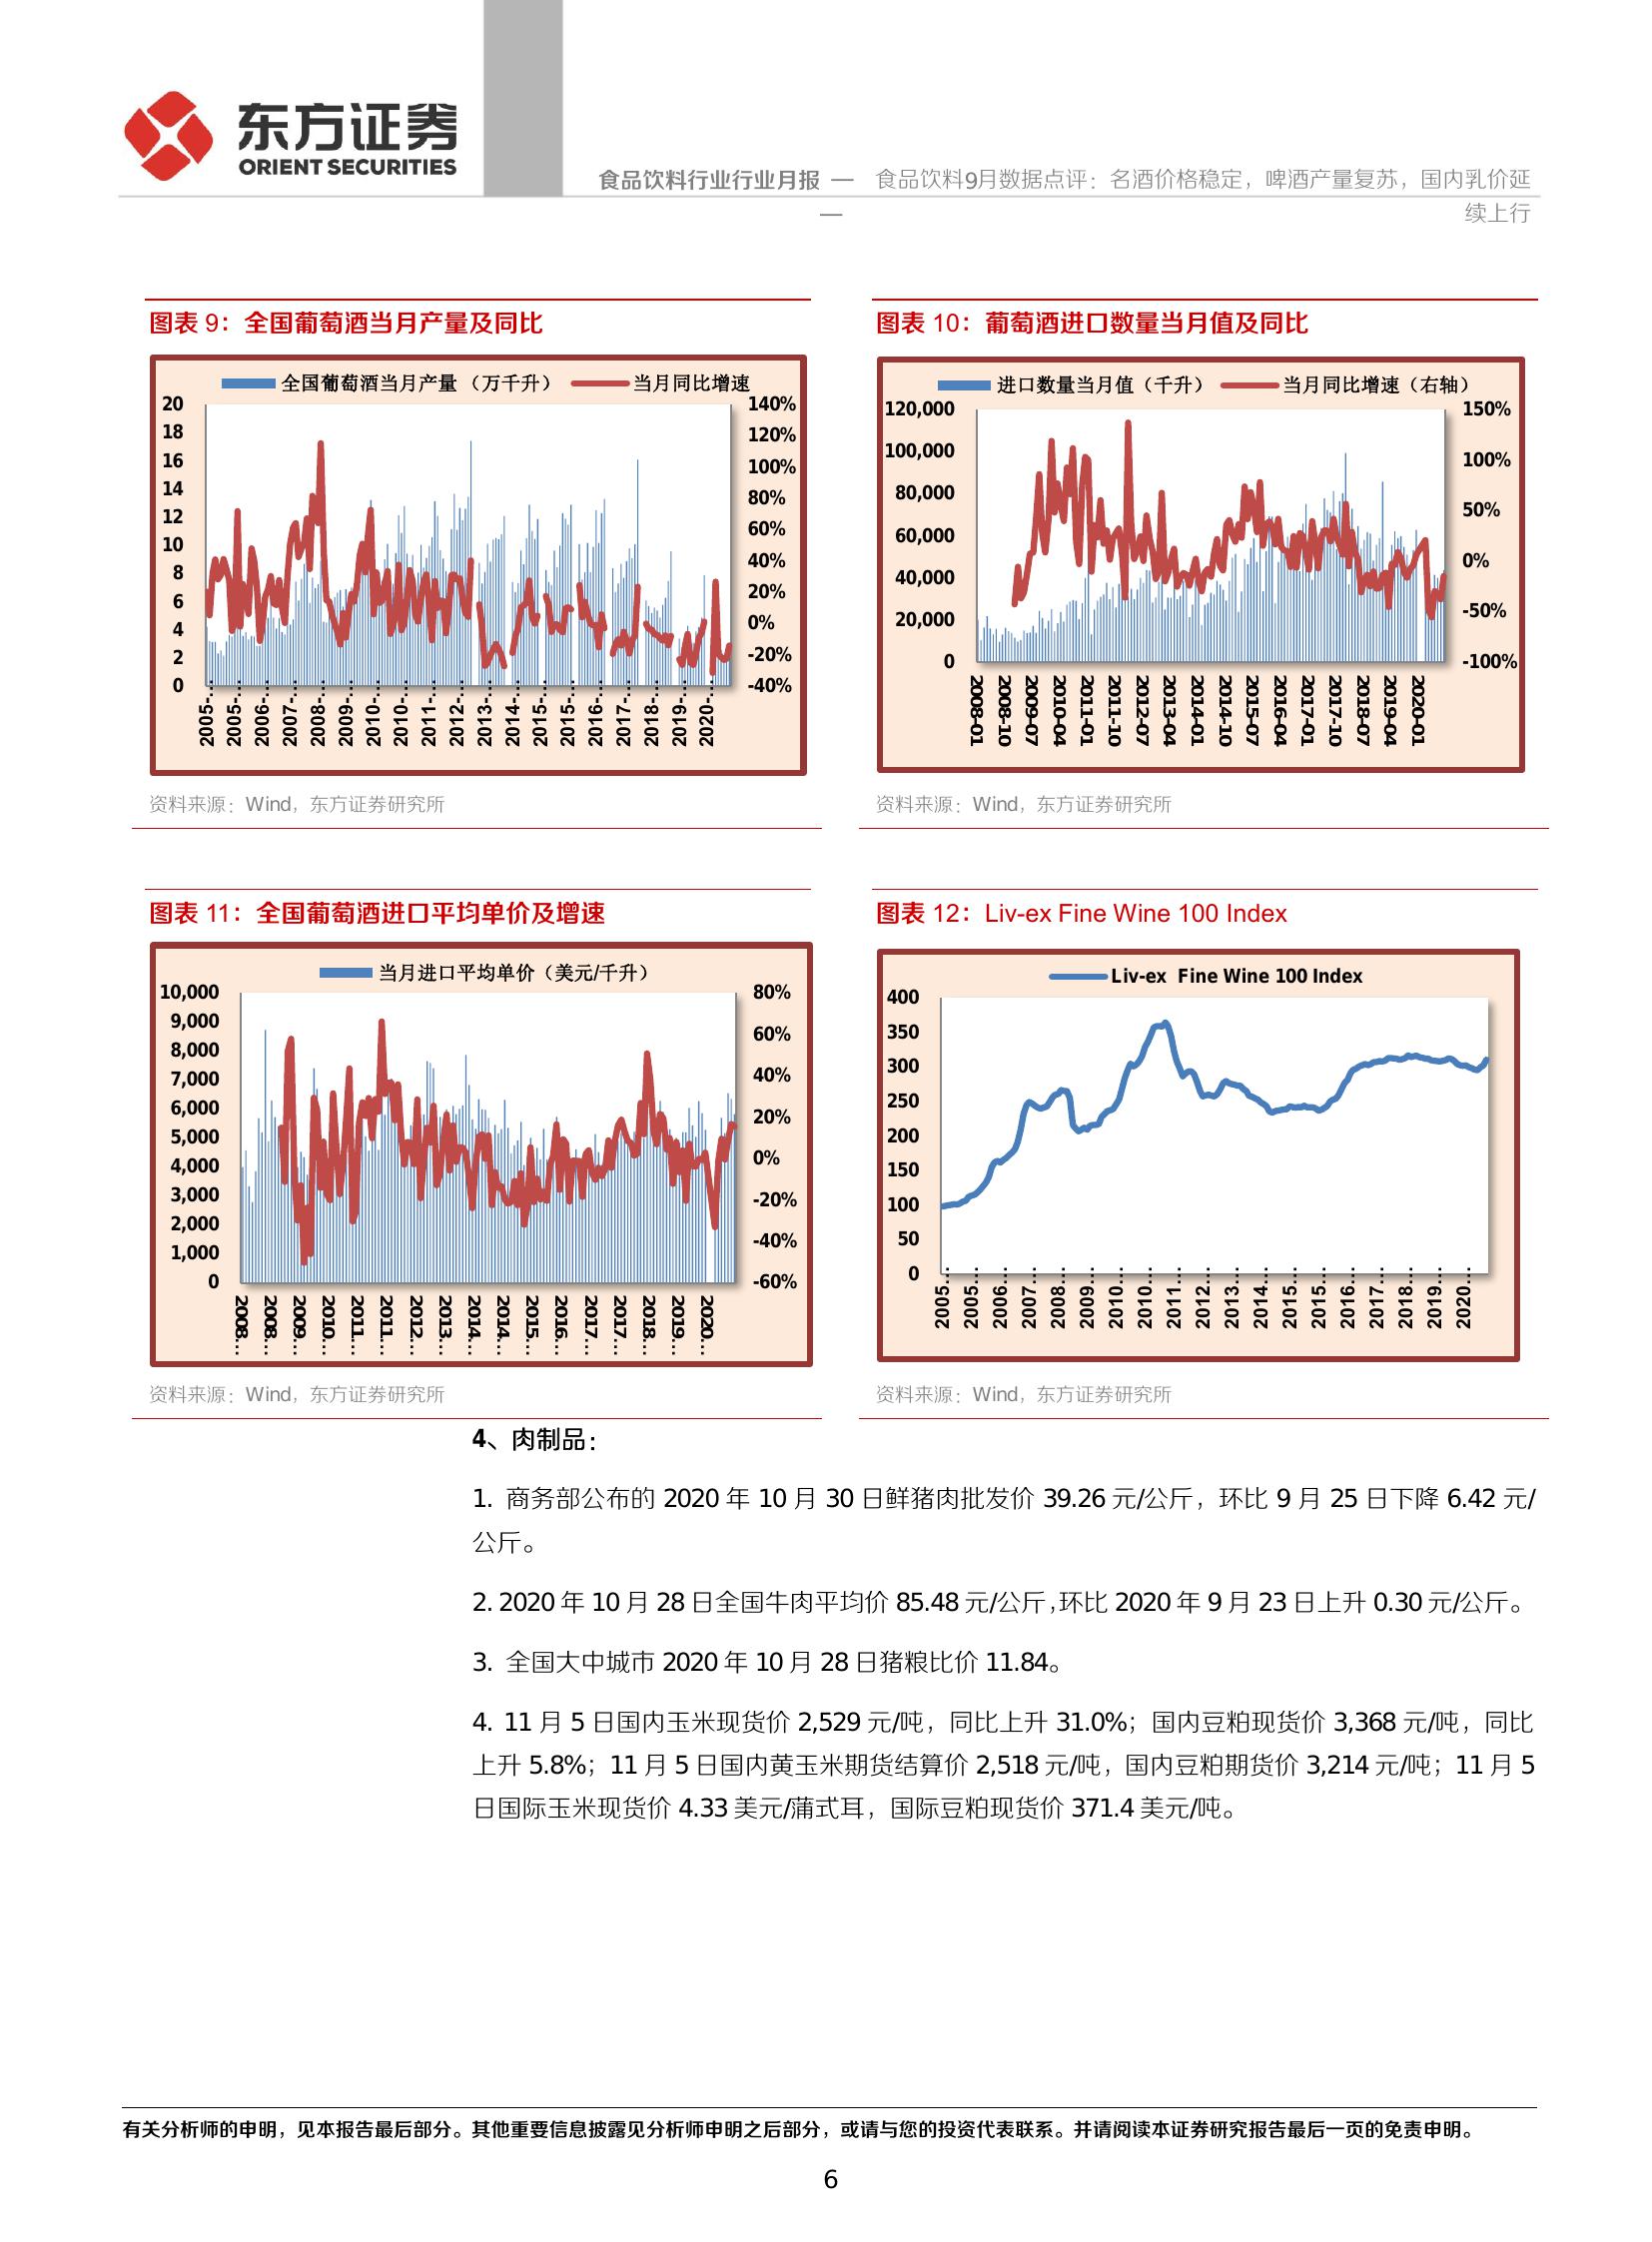 东方证券
ORIENT SECURITIES
食品饮料行业行业月报 — 食品饮料9月数据点评：名酒价格稳定，啤酒产量复苏，国内乳价延
— 续上行
图表 9：全国葡萄酒当月产量及同比
全国葡萄酒当月产量（万千升） 当月同比增速
20
18
16
14
12
10
8
6
4
2
0
140%
120%
100%
80%
60%
40%
20%
0%
-20%
-40%
2005-… 2005-… 2006-… 2007-… 2008-… 2009-… 2010-… 2010-… 2011-… 2012-… 2013-… 2014-… 2015-… 2015-… 2016-… 2017-… 2018-… 2019-… 2020-…
资料来源：Wind，东方证券研究所
图表 10：葡萄酒进口数量当月值及同比
进口数量当月值（千升） 当月同比增速（右轴）
120,000
100,000
80,000
60,000
40,000
20,000
0
150%
100%
50%
0%
-50%
-100%
2008-01 2008-10 2009-07 2010-04 2011-01 2011-10 2012-07 2013-04 2014-01 2014-10 2015-07 2016-04 2017-01 2017-10 2018-07 2019-04 2020-01
资料来源：Wind，东方证券研究所
图表 11：全国葡萄酒进口平均单价及增速
当月进口平均单价（美元/千升）
10,000
9,000
8,000
7,000
6,000
5,000
4,000
3,000
2,000
1,000
0
80%
60%
40%
20%
0%
-20%
-40%
-60%
2008… 2008… 2009… 2010… 2011… 2011… 2012… 2013… 2014… 2014… 2015… 2016… 2017… 2017… 2018… 2019… 2020…
资料来源：Wind，东方证券研究所
图表 12：Liv-ex Fine Wine 100 Index
Liv-ex Fine Wine 100 Index
400
350
300
250
200
150
100
50
0
2005… 2005… 2006… 2007… 2008… 2009… 2010… 2010… 2011… 2012… 2013… 2014… 2015… 2015… 2016… 2017… 2018… 2019… 2020…
资料来源：Wind，东方证券研究所
4、肉制品：
1. 商务部公布的 2020 年 10 月 30 日鲜猪肉批发价 39.26 元/公斤，环比 9 月 25 日下降 6.42 元/
公斤。
2. 2020 年 10 月 28 日全国牛肉平均价 85.48 元/公斤，环比 2020 年 9 月 23 日上升 0.30 元/公斤。
3. 全国大中城市 2020 年 10 月 28 日猪粮比价 11.84。
4. 11 月 5 日国内玉米现货价 2,529 元/吨，同比上升 31.0%；国内豆粕现货价 3,368 元/吨，同比
上升 5.8%；11 月 5 日国内黄玉米期货结算价 2,518 元/吨，国内豆粕期货价 3,214 元/吨；11 月 5
日国际玉米现货价 4.33 美元/蒲式耳，国际豆粕现货价 371.4 美元/吨。
有关分析师的申明，见本报告最后部分。其他重要信息披露见分析师申明之后部分，或请与您的投资代表联系。并请阅读本证券研究报告最后一页的免责申明。
6